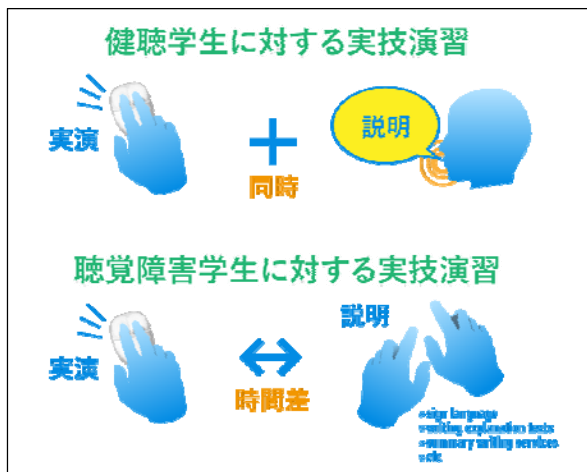 健聴学生に対する実技演習
実演
説明
同時
聴覚障害学生に対する実技演習
実演
説明
時間差
*sign language
*writing explanation texts
*summary writing services
*etc